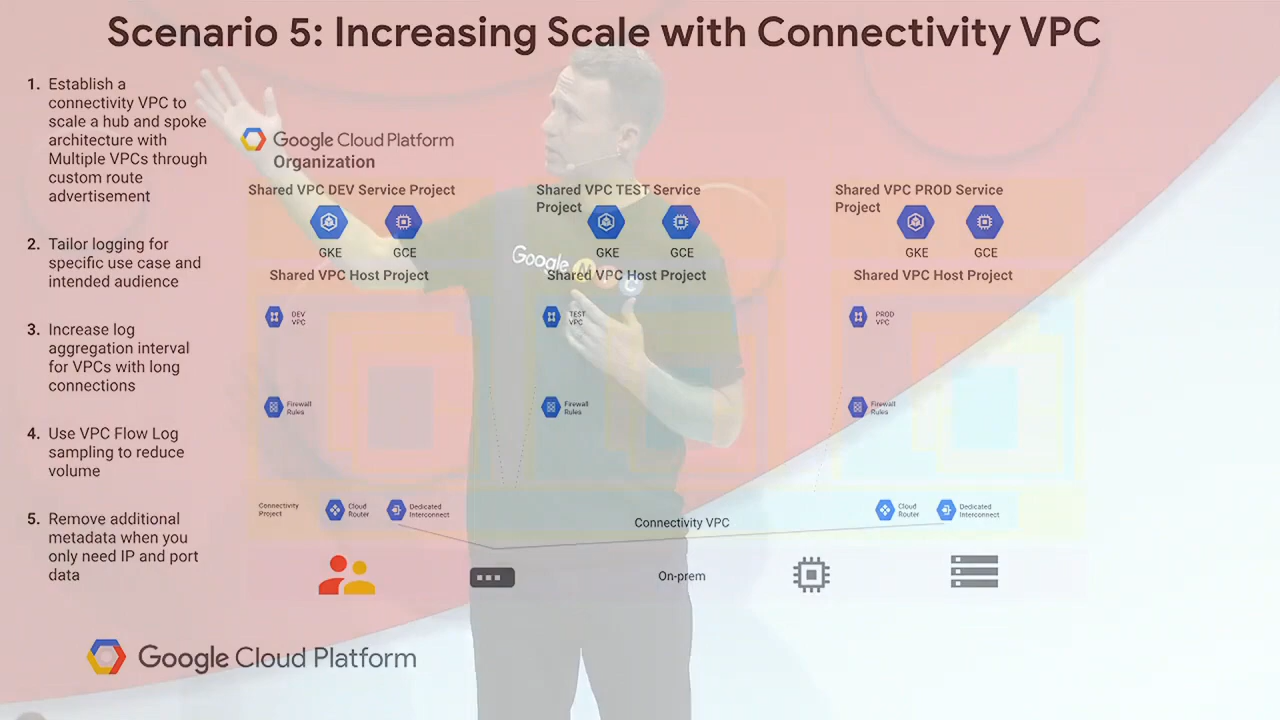 Scenario 5: Increasing Scale with Connectivity VPC
1. Establish a
connectivity VPC to
scale a hub and spoke
architecture with
Multiple VPCs through
custom route
advertisement
2. Tailor logging for
specific use case and
intended audience
3. Increase log
aggregation interval
for VPCs with long
connections
4. Use VPC Flow Log
sampling to reduce
volume
5. Remove additional
metadata when you
only need IP and port
data
Google Cloud Platform
Organization
Shared VPC DEV Service Project
GKE
GCE
Shared VPC Host Project
DEV
VPC
Firewall
Rules
Shared VPC TEST Service
Project
GKE
GCE
Google
Shared VPC Host Project
TEST
VPC
Firewall
Rules
Shared VPC PROD Service
Project
GKE
GCE
Shared VPC Host Project
PROD
VPC
Firewall
Rules
Connectivity
Project
Cloud
Router
Dedicated
Interconnect
Connectivity VPC
Cloud
Router
Dedicated
Interconnect
On-prem
Google Cloud Platform